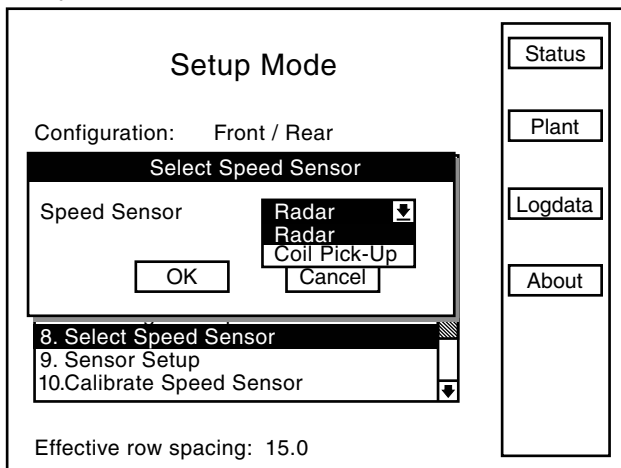 Setup Mode
Configuration: Front / Rear
Select Speed Sensor
Speed Sensor Radar
Radar
Coil Pick-Up
OK Cancel
8. Select Speed Sensor
9. Sensor Setup
10.Calibrate Speed Sensor
Effective row spacing: 15.0
Status
Plant
Logdata
About